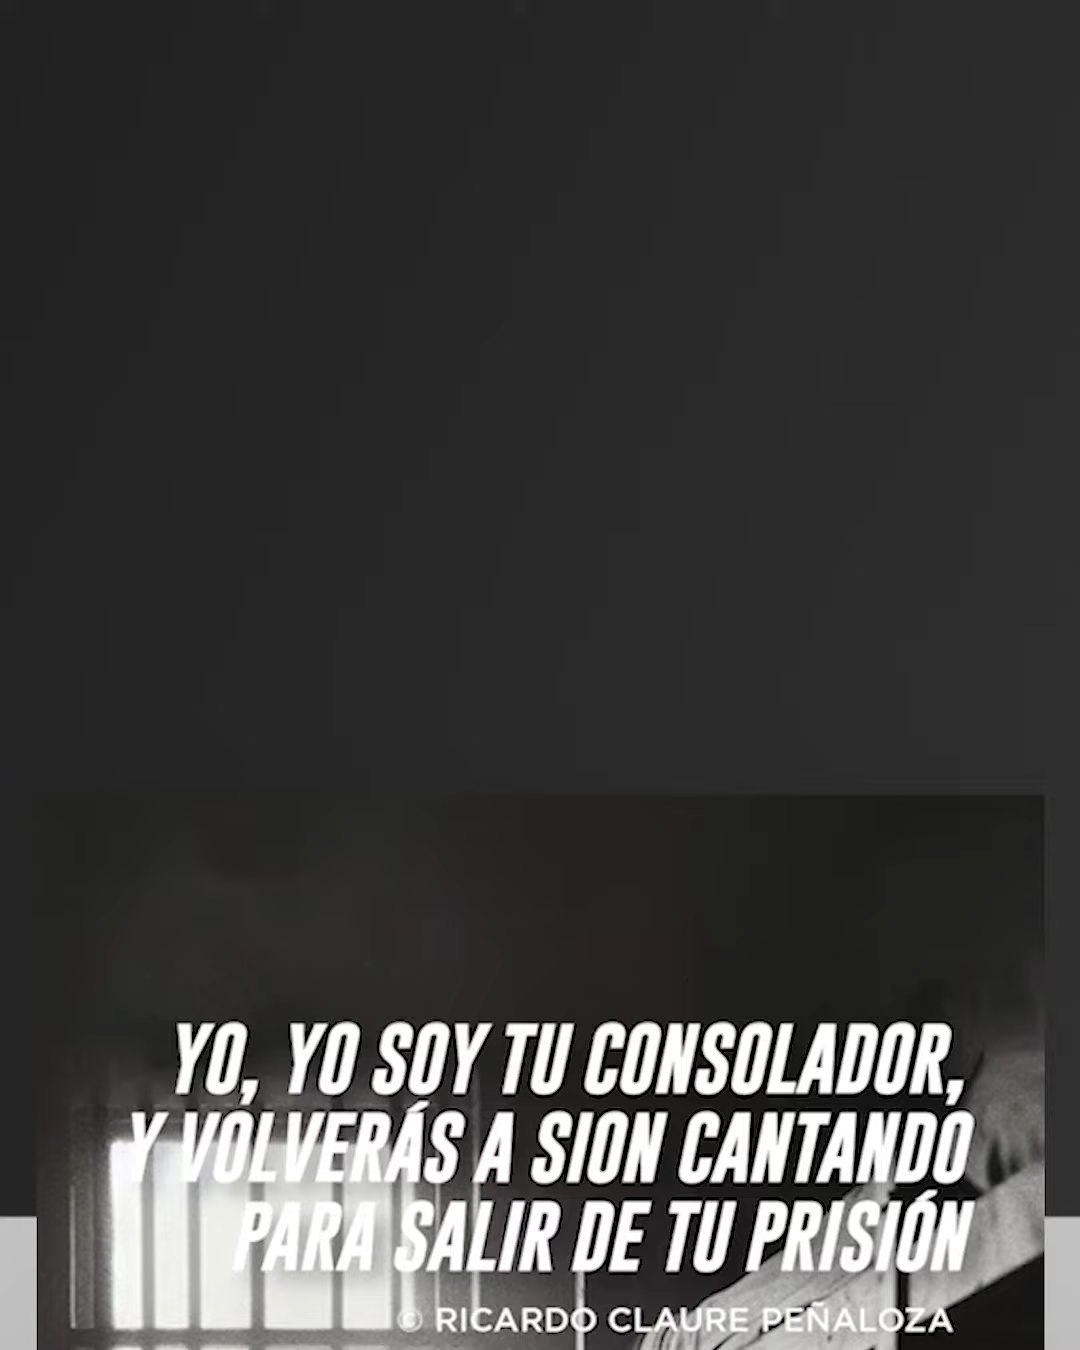 YO, YO SOY TU CONSOLADOR,
Y VOLVERÁS A SION CANTANDO
PARA SALIR DE TU PRISIÓN
© RICARDO CLAURE PEÑALOZA